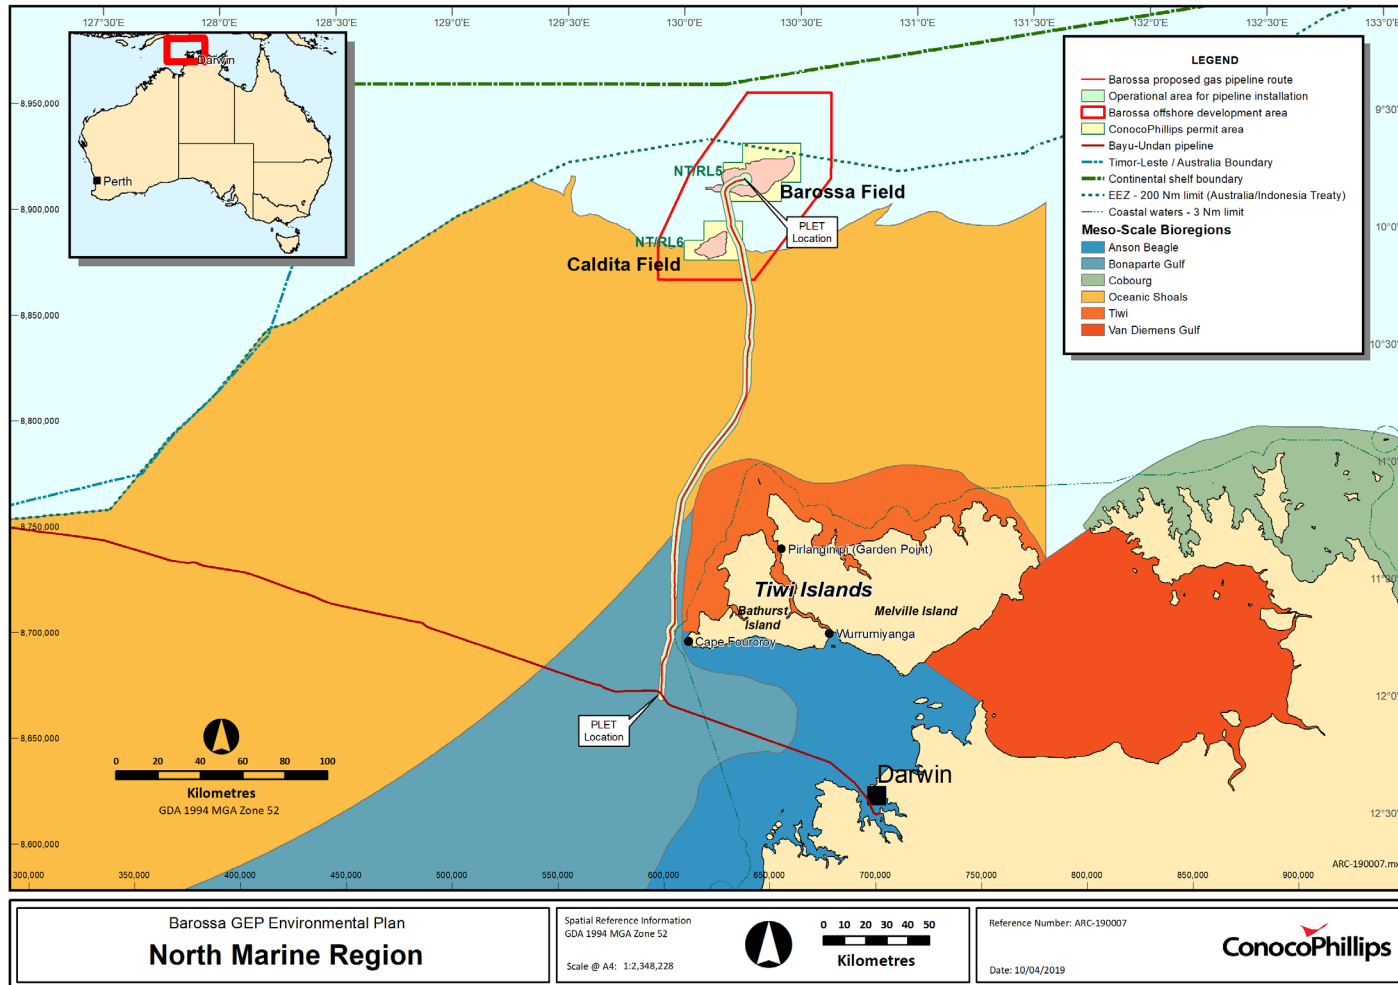 127°30'E
128°0'E
128°30'E
129°0'E
129°30'E
130°0'E
130°30'E
131°0'E
131°30'E
132°0'E
132°30'E
133°0'E
Darwin
Perth
LEGEND
Barossa proposed gas pipeline route
Operational area for pipeline installation
Barossa offshore development area
ConocoPhillips permit area
Bayu-Undan pipeline
Timor-Leste / Australia Boundary
Continental shelf boundary
EEZ - 200 Nm limit (Australia/Indonesia Treaty)
Coastal waters - 3 Nm limit
Meso-Scale Bioregions
Anson Beagle
Bonaparte Gulf
Cobourg
Oceanic Shoals
Tiwi
Van Diemens Gulf
8,950,000
9°30'
8,900,000
NT/RL5
Barossa Field
PLET
Location
10°0'
NT/RL6
Caldita Field
8,850,000
10°30'
8,800,000
11°0'
8,750,000
Pirlangimpi (Garden Point)
11°30'
Tiwi Islands
Bathurst
Island
Melville Island
8,700,000
Wurrumiyanga
Cape Fourcroy
12°0'
PLET
Location
8,650,000
0 20 40 60 80 100
Kilometres
GDA 1994 MGA Zone 52
Darwin
12°30'
8,600,000
ARC-190007.mx
300,000
350,000
400,000
450,000
500,000
550,000
600,000
650,000
700,000
750,000
800,000
850,000
900,000
Barossa GEP Environmental Plan
North Marine Region
Spatial Reference Information
GDA 1994 MGA Zone 52
Scale @ A4: 1:2,348,228
0 10 20 30 40 50
Kilometres
Reference Number: ARC-190007
Date: 10/04/2019
ConocoPhillips